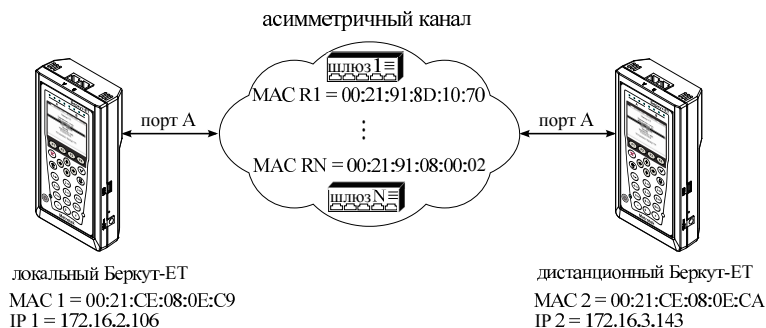 асимметричный канал
шлюз 1
MAC R1 = 00:21:91:8D:10:70
порт А
порт А
MAC RN = 00:21:91:08:00:02
шлюз N
локальный Беркут-ЕТ
MAC 1 = 00:21:CE:08:0E:C9
IP 1 = 172.16.2.106
дистанционный Беркут-ЕТ
MAC 2 = 00:21:CE:08:0E:CA
IP 2 = 172.16.3.143